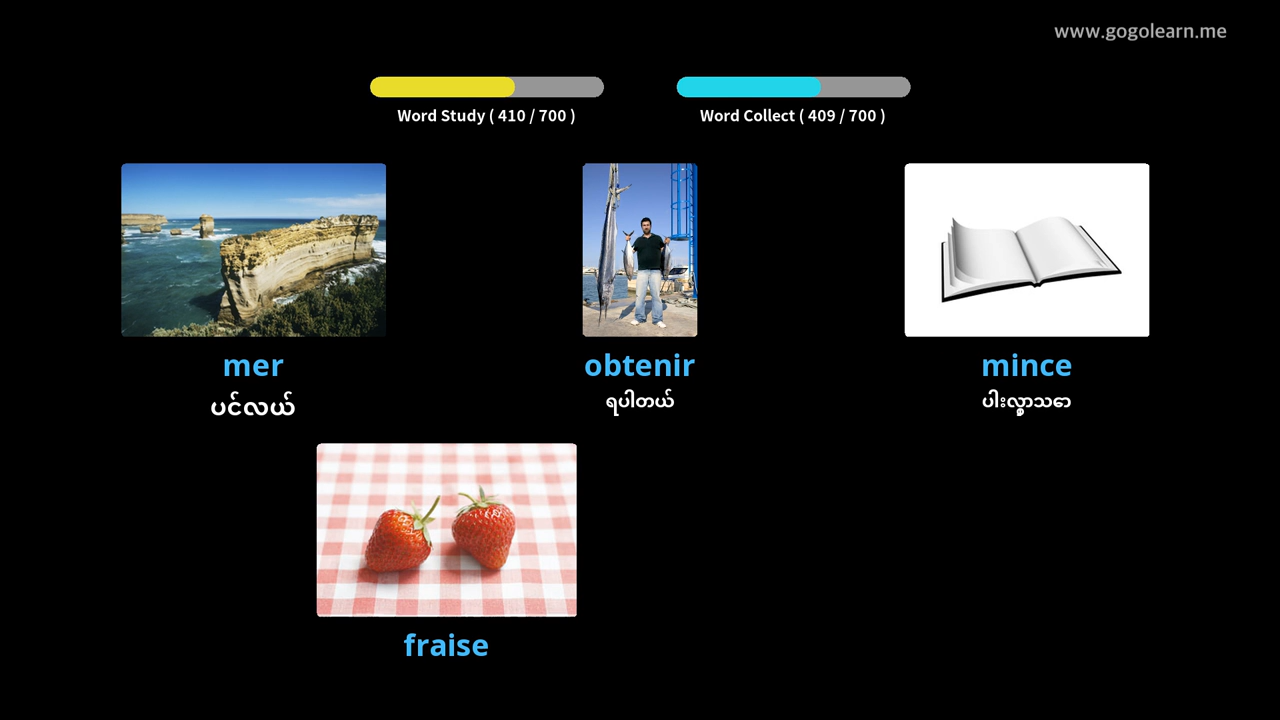 www.gogolearn.me
Word Study ( 410 / 700 )
Word Collect ( 409 / 700 )
mer
obtenir
mince
ပင်လယ်
ရပါတယ်
ပါးလွှာသော
fraise